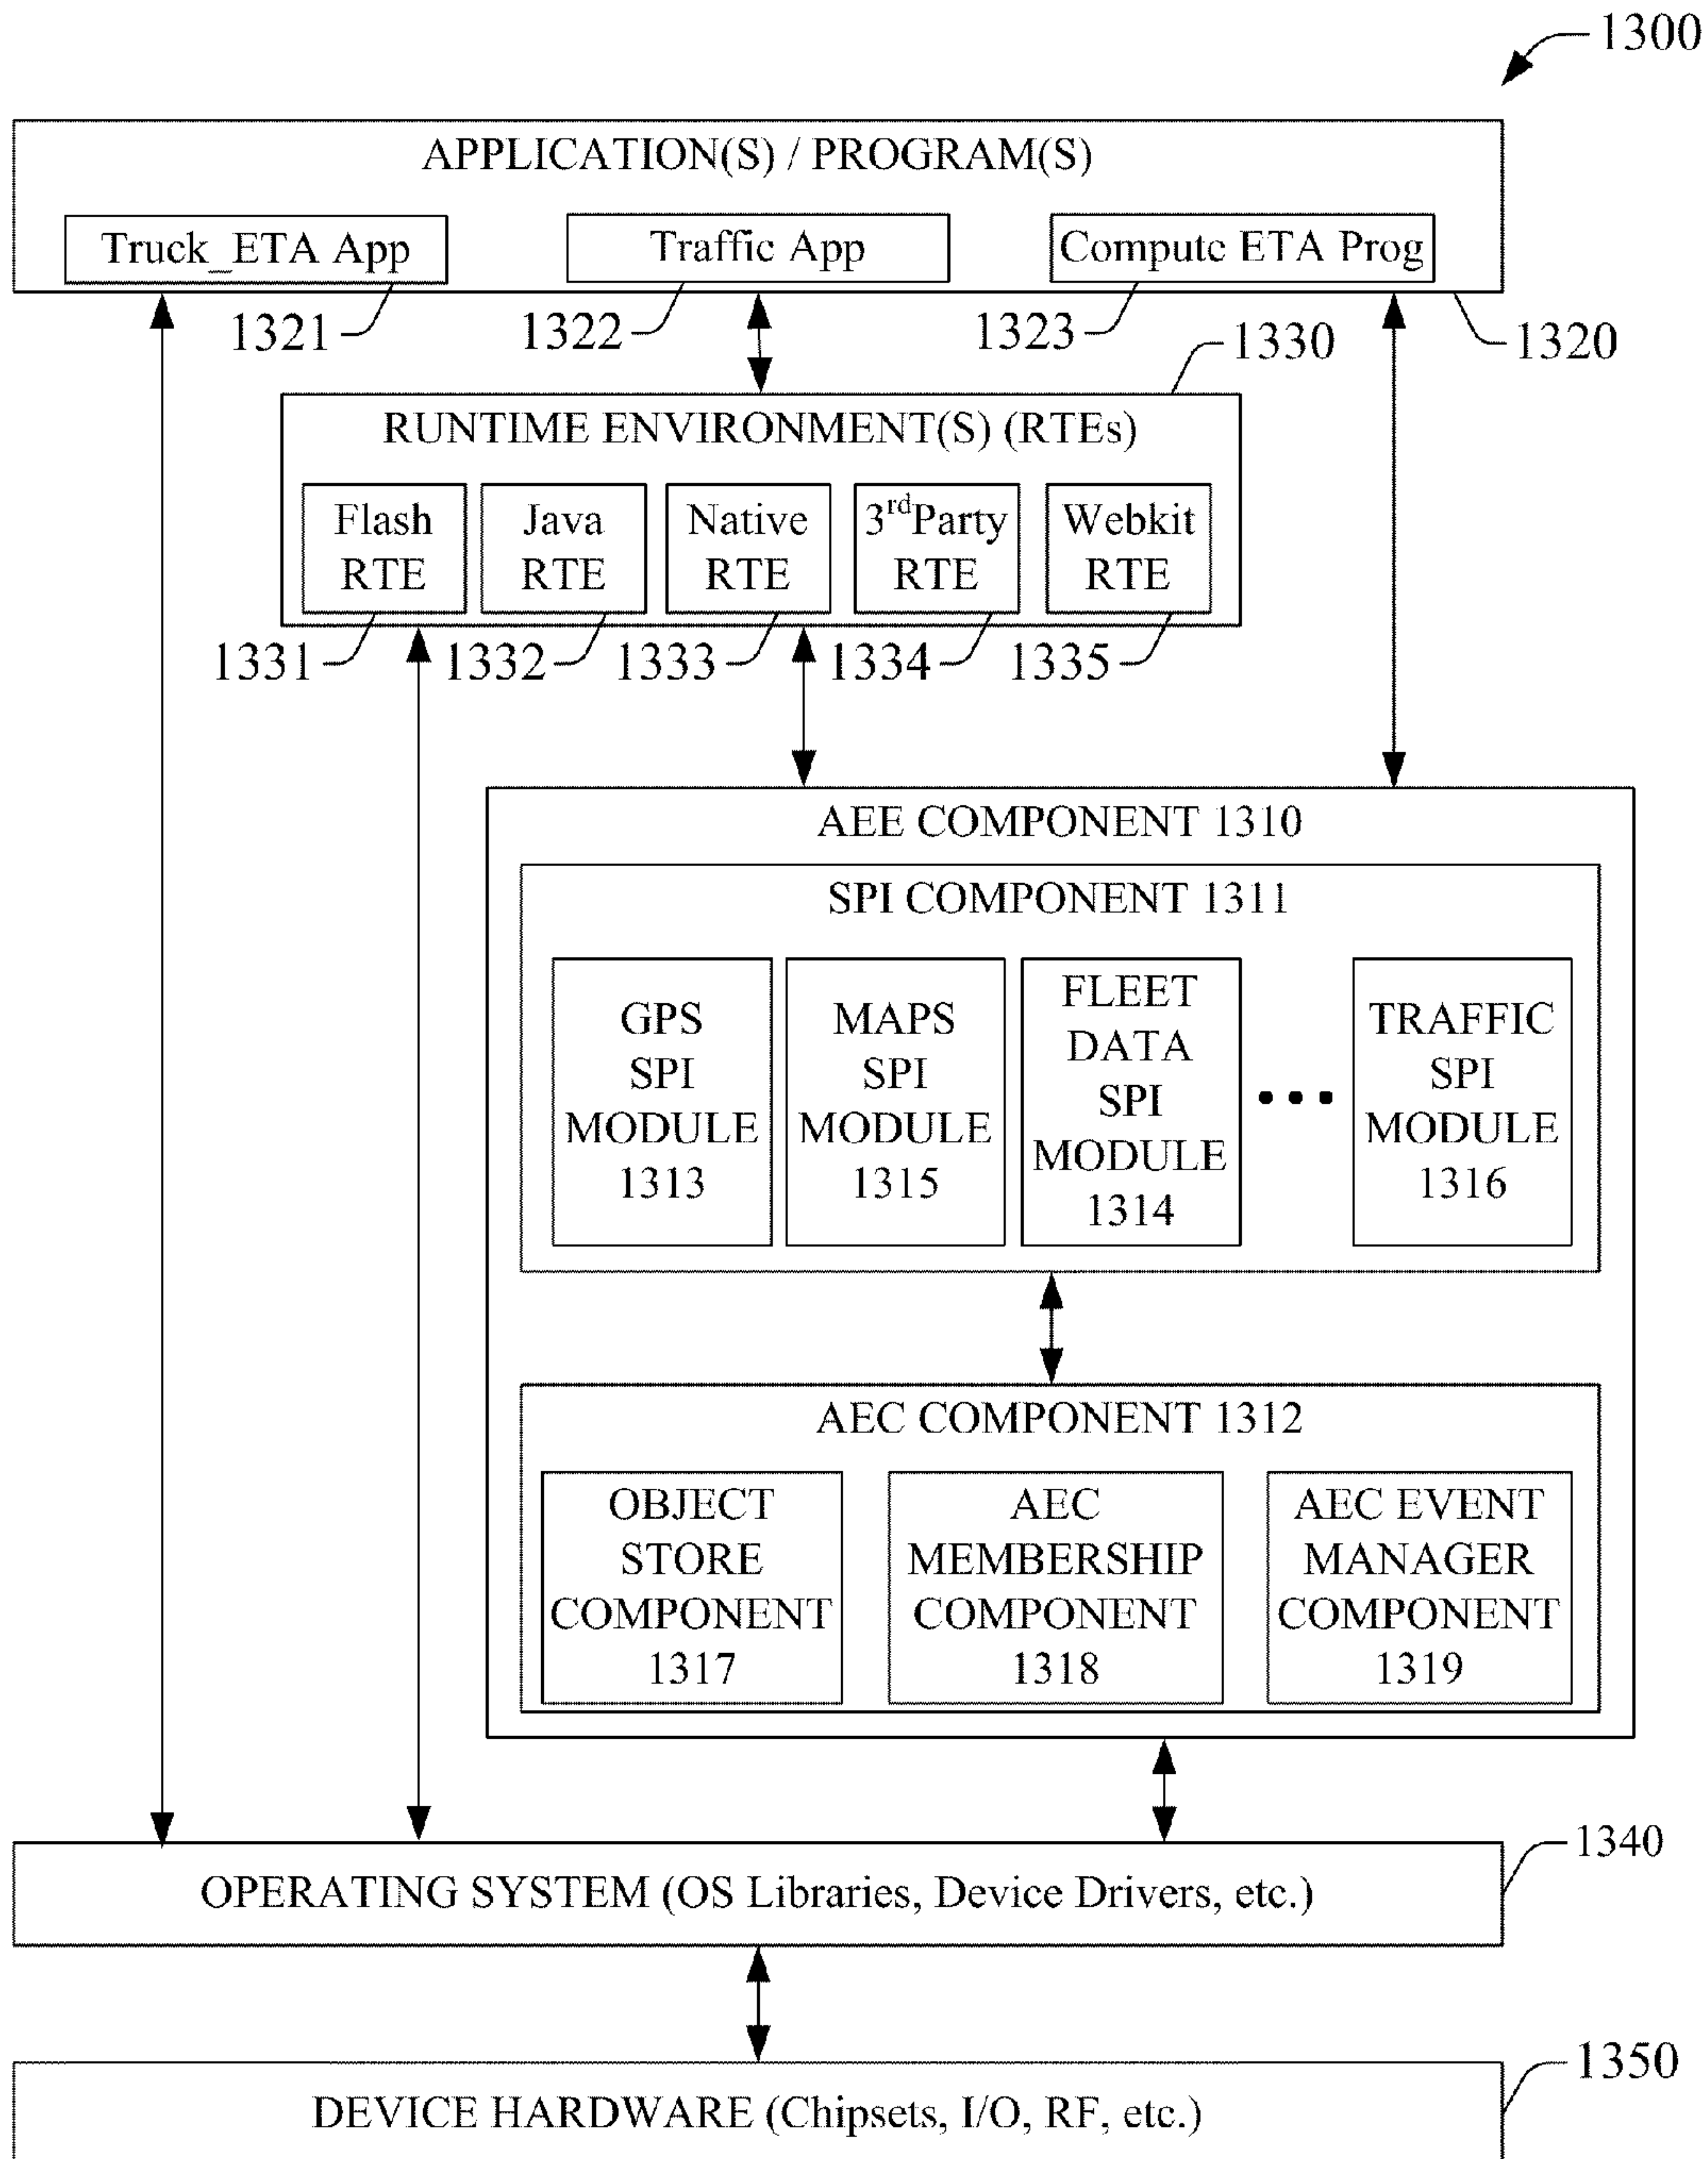 1300
APPLICATION(S) / PROGRAM(S)
Truck_ETA App
Traffic App
Compute ETA Prog
1321
1322
1323
1320
1330
RUNTIME ENVIRONMENT(S) (RTEs)
Flash
RTE
Java
RTE
Native
RTE
3rdParty
RTE
Webkit
RTE
1331
1332
1333
1334
1335
AEE COMPONENT 1310
SPI COMPONENT 1311
GPS
SPI
MODULE
1313
MAPS
SPI
MODULE
1315
FLEET
DATA
SPI
MODULE
1314
• • •
TRAFFIC
SPI
MODULE
1316
AEC COMPONENT 1312
OBJECT
STORE
COMPONENT
1317
AEC
MEMBERSHIP
COMPONENT
1318
AEC EVENT
MANAGER
COMPONENT
1319
1340
OPERATING SYSTEM (OS Libraries, Device Drivers, etc.)
1350
DEVICE HARDWARE (Chipsets, I/O, RF, etc.)